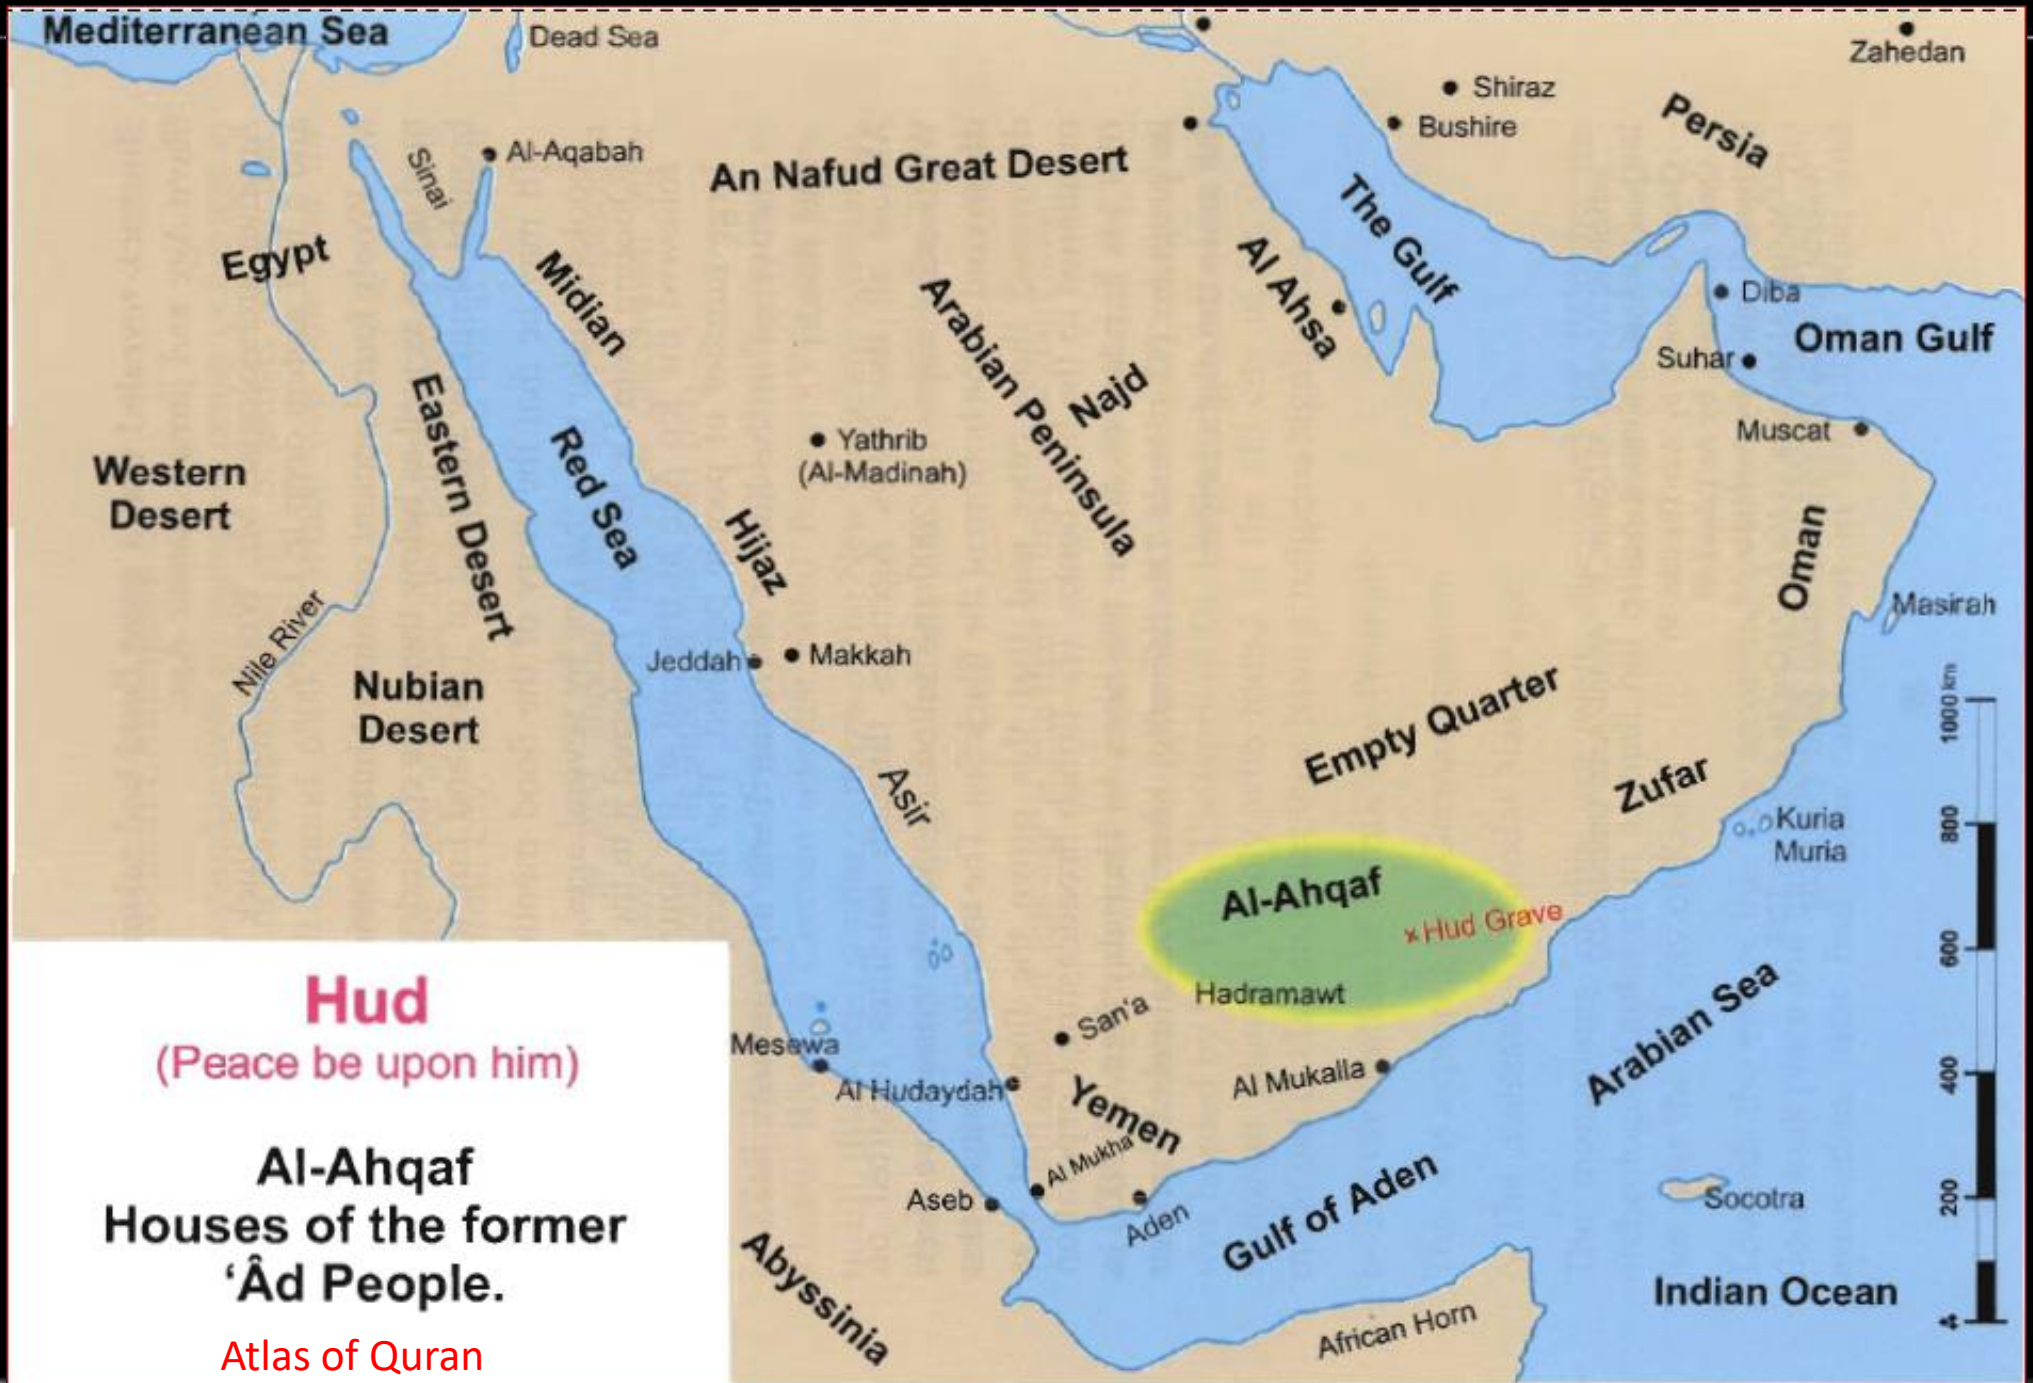 Mediterranean Sea
Dead Sea
Zahedan
Shiraz
Bushire
Persia
Sinai
Al-Aqabah
An Nafud Great Desert
The Gulf
Egypt
Midian
Al Ahsa
Diba
Oman Gulf
Suhar
Muscat
Arabian Peninsula
Najd
Eastern Desert
Red Sea
Yathrib
(Al-Madinah)
Western
Desert
Hijaz
Oman
Masirah
Nile River
Jeddah
Makkah
Nubian
Desert
Empty Quarter
Zufar
Asir
Kuria
Muria
Al-Ahqaf
x Hud Grave
Hadramawt
San'a
Mesewa
Al Hudaydah
Yemen
Al Mukalla
Arabian Sea
Al Mukha
Aseb
Aden
Gulf of Aden
Socotra
Abyssinia
African Horn
Indian Ocean
1000 km
800
600
400
200
Hud
(Peace be upon him)
Al-Ahqaf
Houses of the former
‘Âd People.
Atlas of Quran